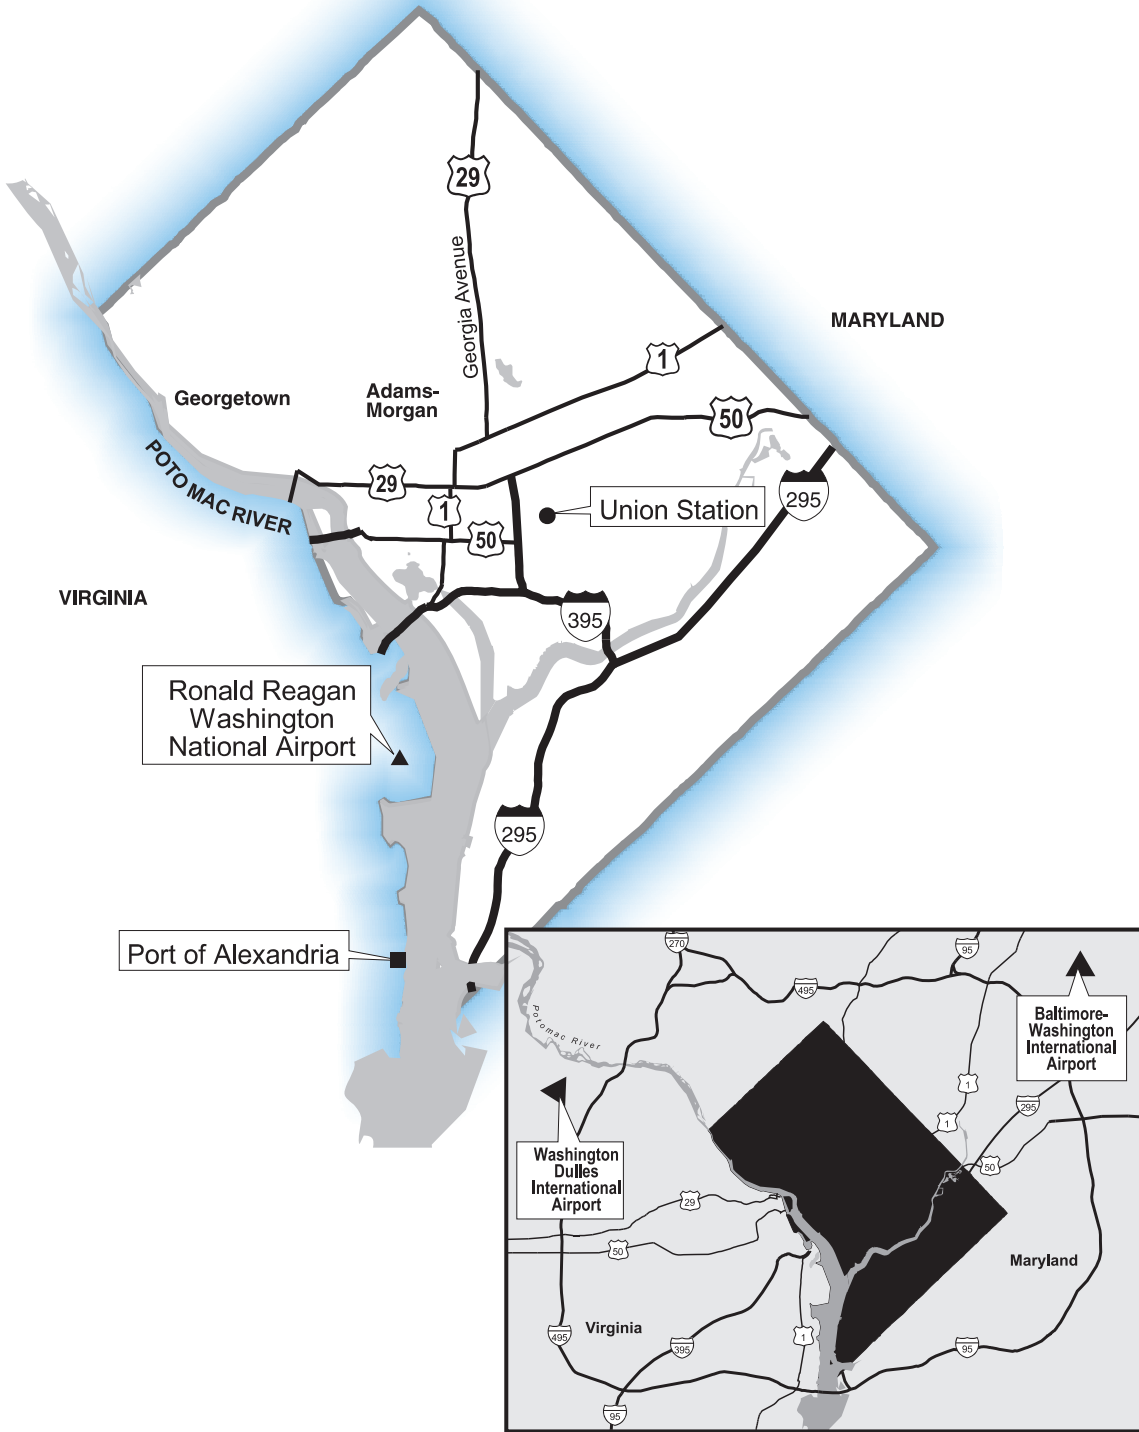 29
Georgia Avenue
MARYLAND
1
Georgetown
Adams-
Morgan
50
POTOMAC RIVER
29
1
295
Union Station
50
VIRGINIA
395
Ronald Reagan
Washington
National Airport
295
Port of Alexandria
270
95
495
Potomac River
Baltimore-
Washington
International
Airport
1
295
1
Washington
Dulles
International
Airport
50
29
50
Maryland
Virginia
495
395
1
95
95